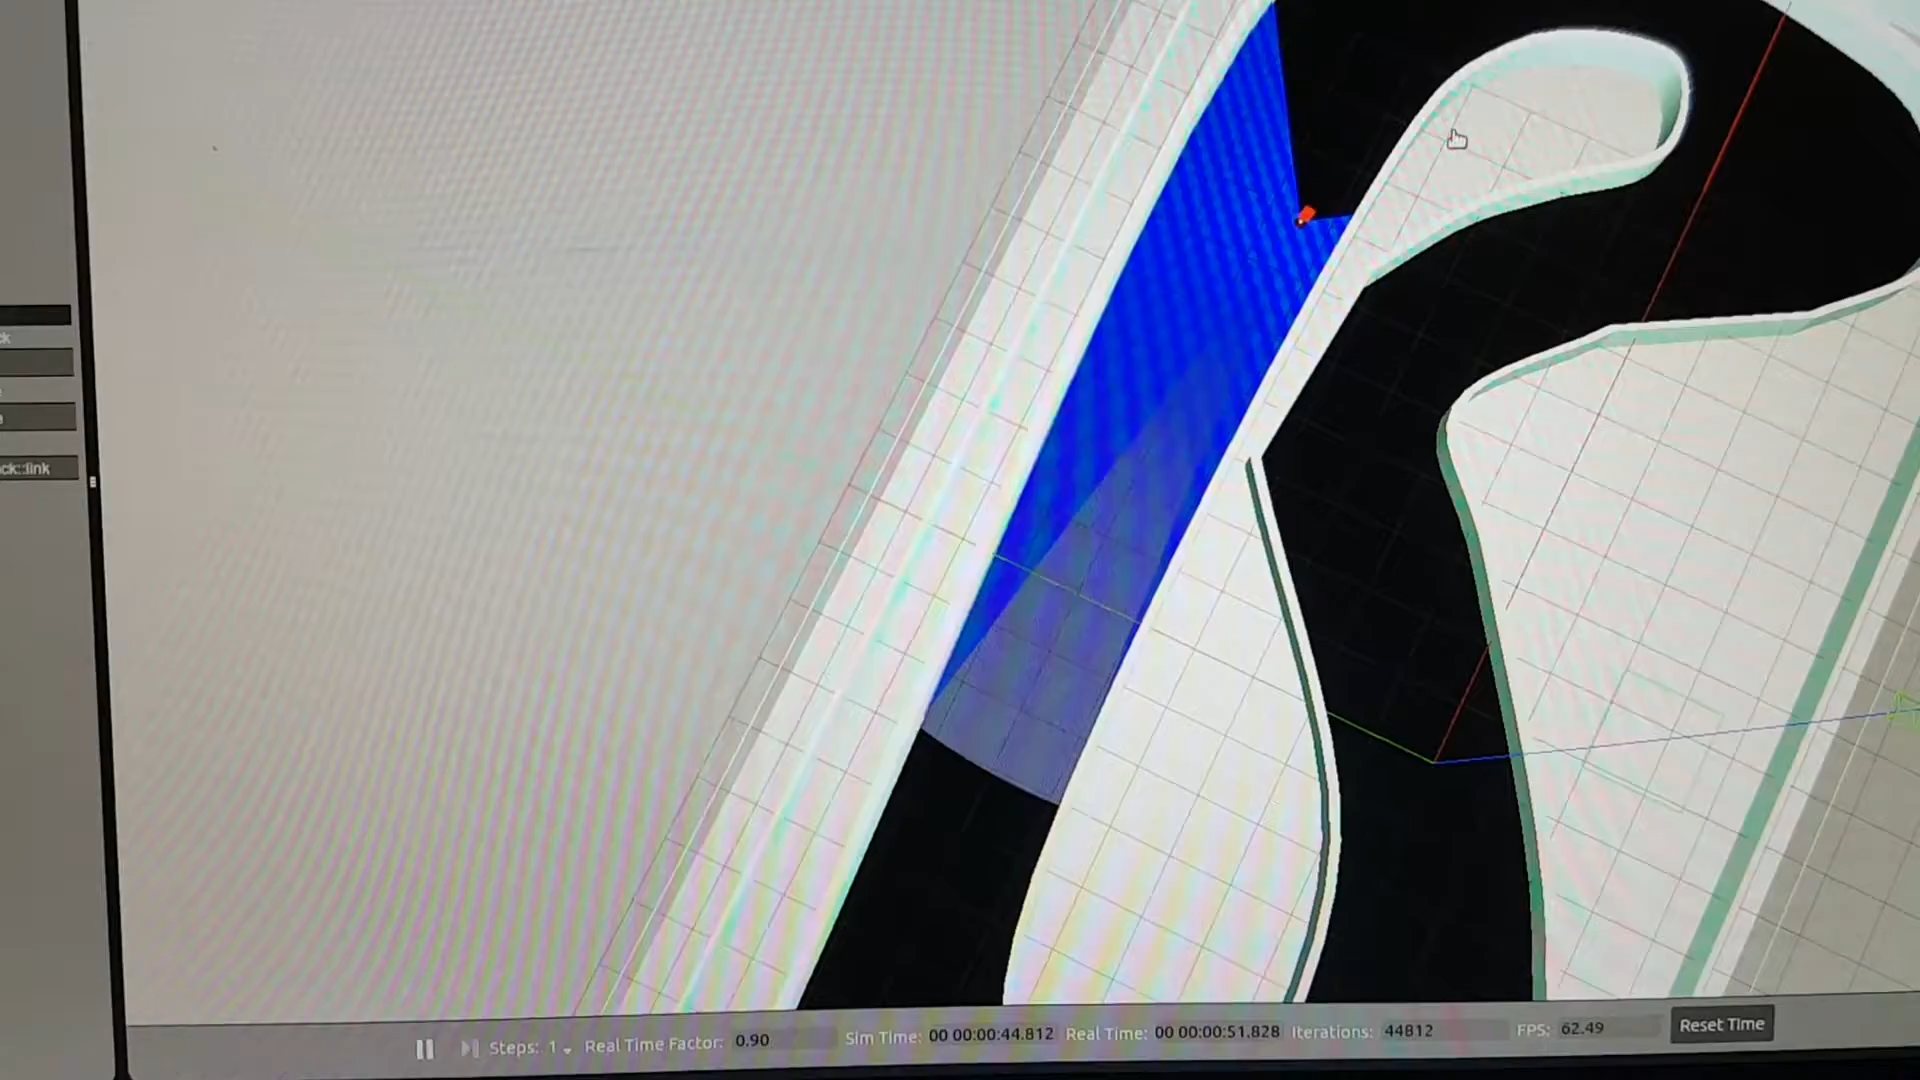 ck
ck::link
Steps: 1 Real Time Factor: 0.90 Sim Time: 00 00:00:44.812 Real Time: 00 00:00:51.828 Iterations: 44812 FPS: 62.49 Reset Time